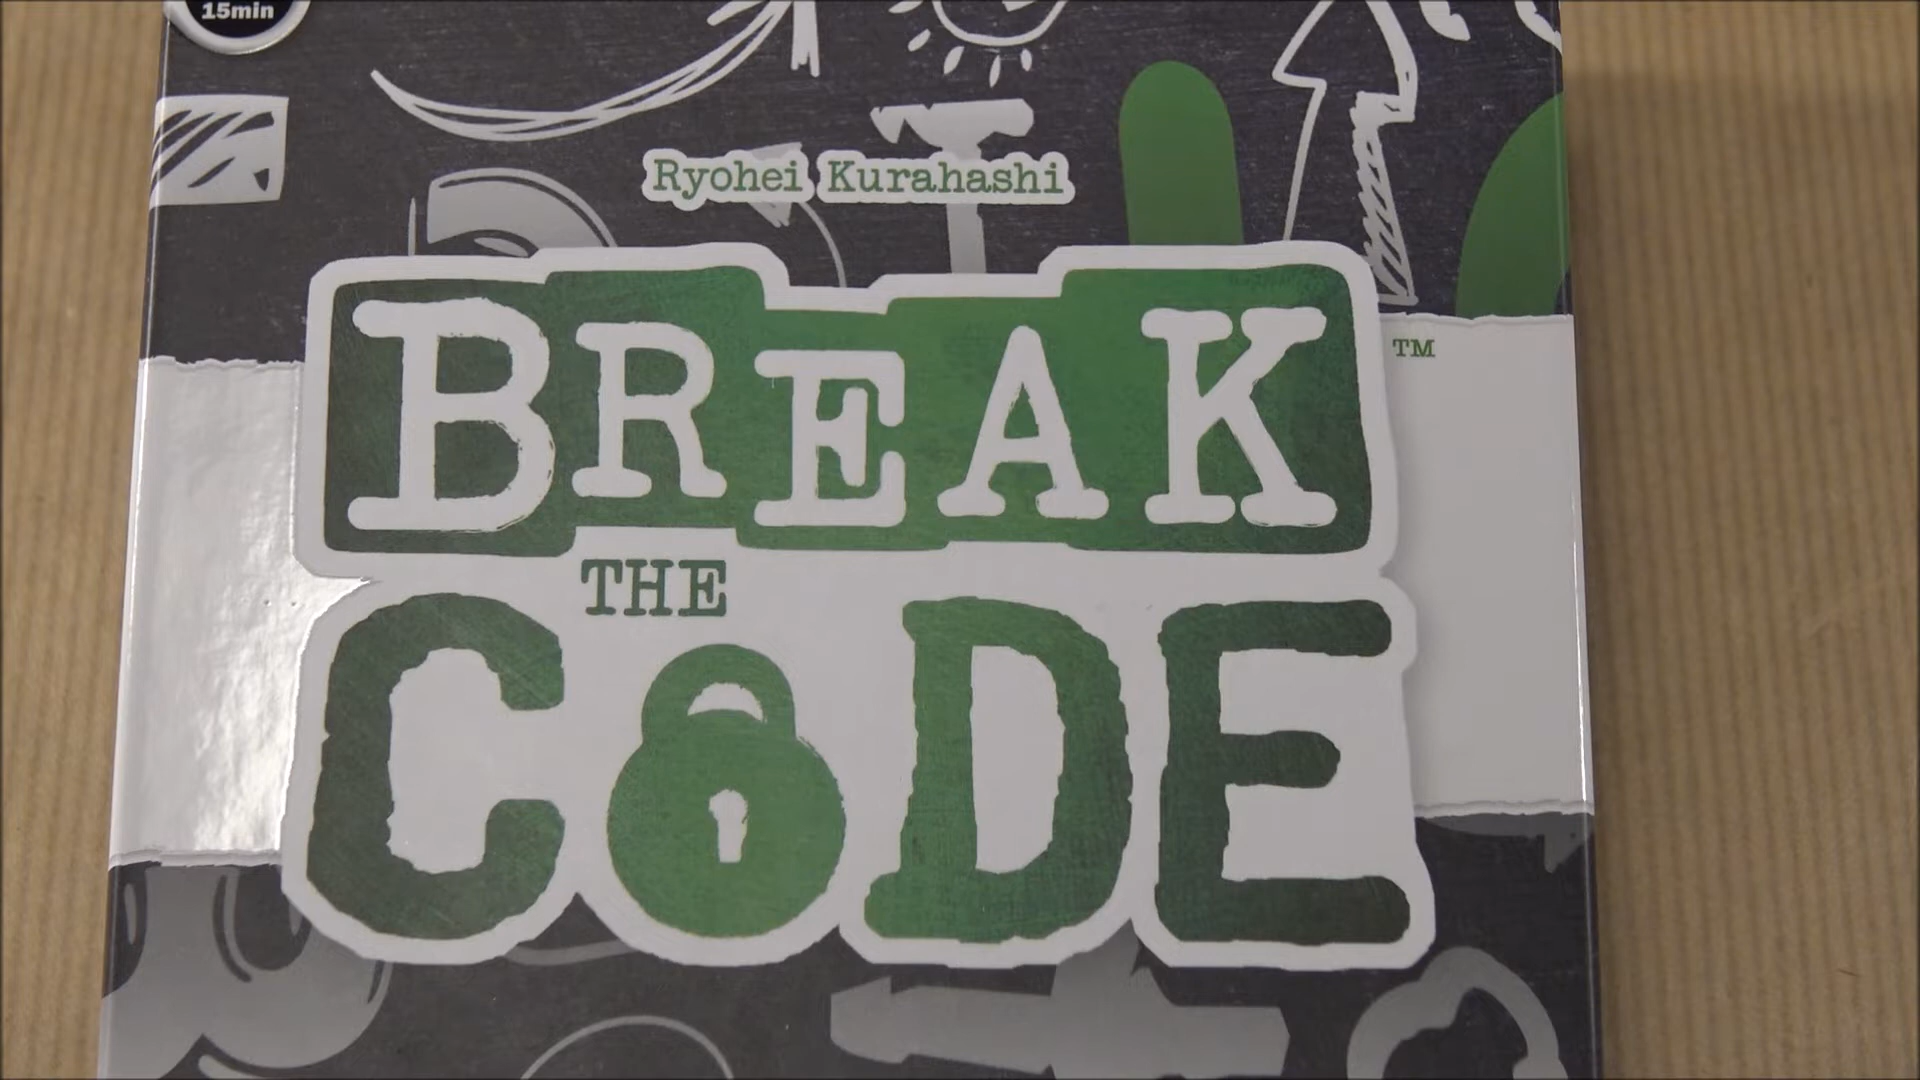 15min
Ryohei Kurahashi
BREAK
™
THE
CODE